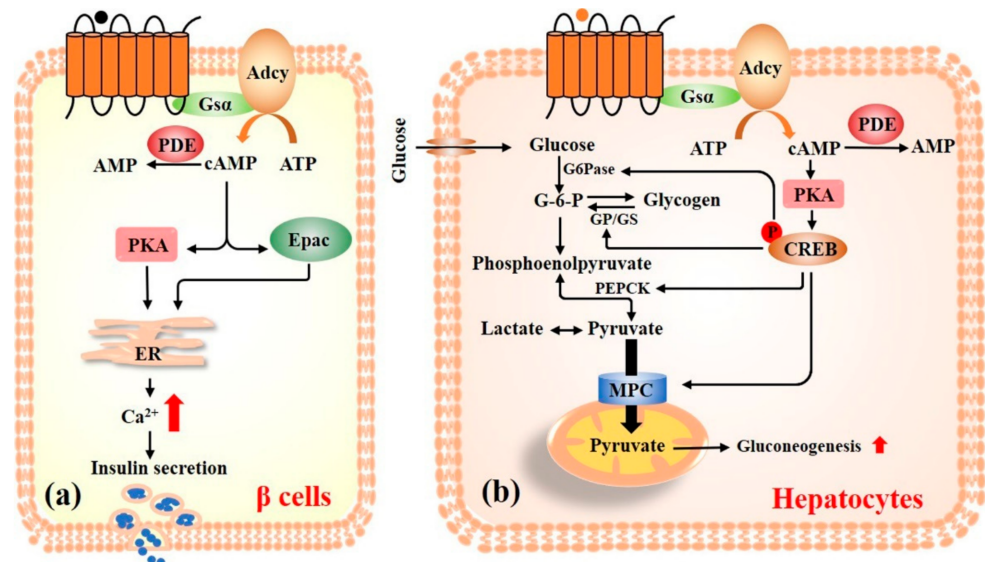 Adcy
Gsα
PDE
AMP
cAMP
ATP
PKA
Epac
ER
Ca²⁺
Insulin secretion
(a)
β cells
Adcy
Gsα
PDE
Glucose
Glucose
ATP
cAMP
AMP
G6Pase
PKA
G-6-P
Glycogen
GP/GS
P
CREB
Phosphoenolpyruvate
PEPCK
Lactate
Pyruvate
MPC
Pyruvate
Gluconeogenesis
(b)
Hepatocytes